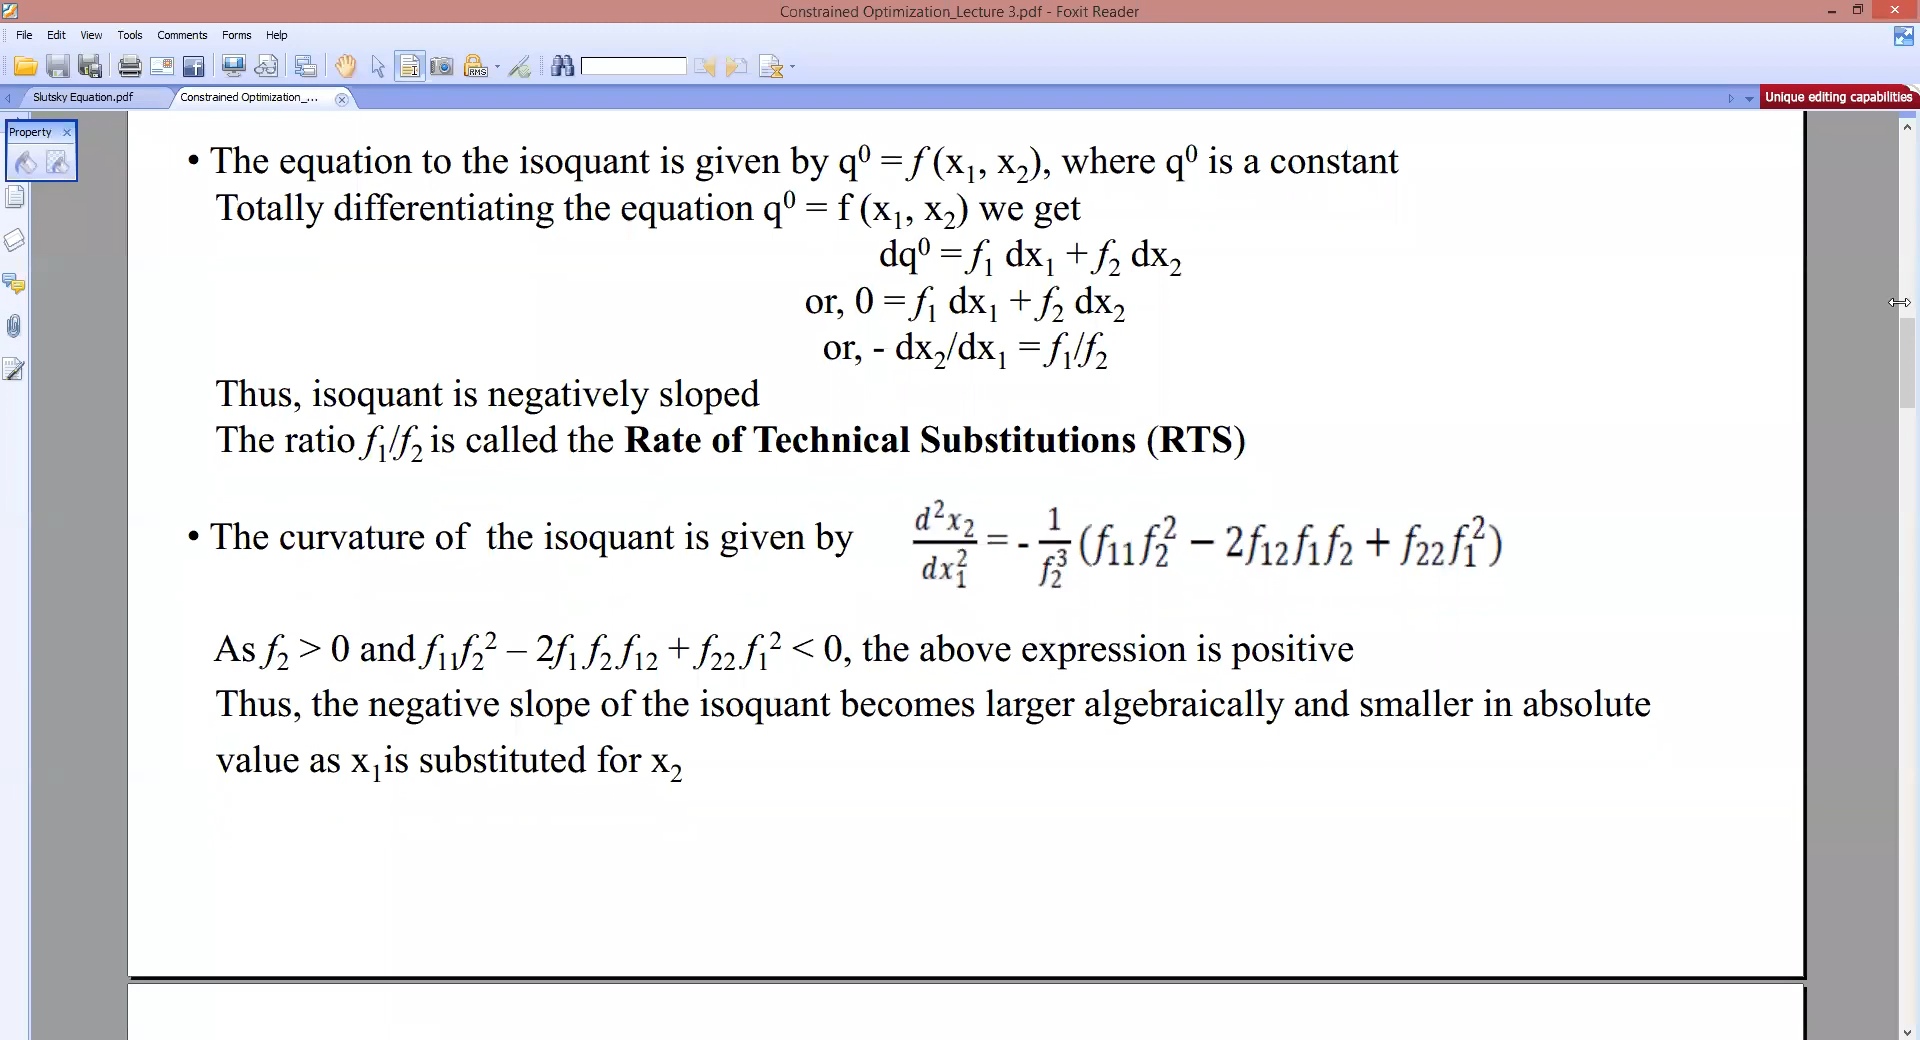 Constrained Optimization_Lecture 3.pdf - Foxit Reader
File Edit View Tools Comments Forms Help
RMS
Slutsky Equation.pdf Constrained Optimization_... Unique editing capabilities
Property
• The equation to the isoquant is given by q⁰ = f (x₁, x₂), where q⁰ is a constant
Totally differentiating the equation q⁰ = f (x₁, x₂) we get
dq⁰ = f₁ dx₁ + f₂ dx₂
or, 0 = f₁ dx₁ + f₂ dx₂
or, - dx₂/dx₁ = f₁/f₂
Thus, isoquant is negatively sloped
The ratio f₁/f₂ is called the Rate of Technical Substitutions (RTS)
• The curvature of the isoquant is given by d²x₂/dx₁² = - 1/f₂³ (f₁₁f₂² − 2f₁₂f₁f₂ + f₂₂f₁²)
As f₂ > 0 and f₁₁f₂² – 2f₁ f₂ f₁₂ + f₂₂ f₁² < 0, the above expression is positive
Thus, the negative slope of the isoquant becomes larger algebraically and smaller in absolute
value as x₁is substituted for x₂